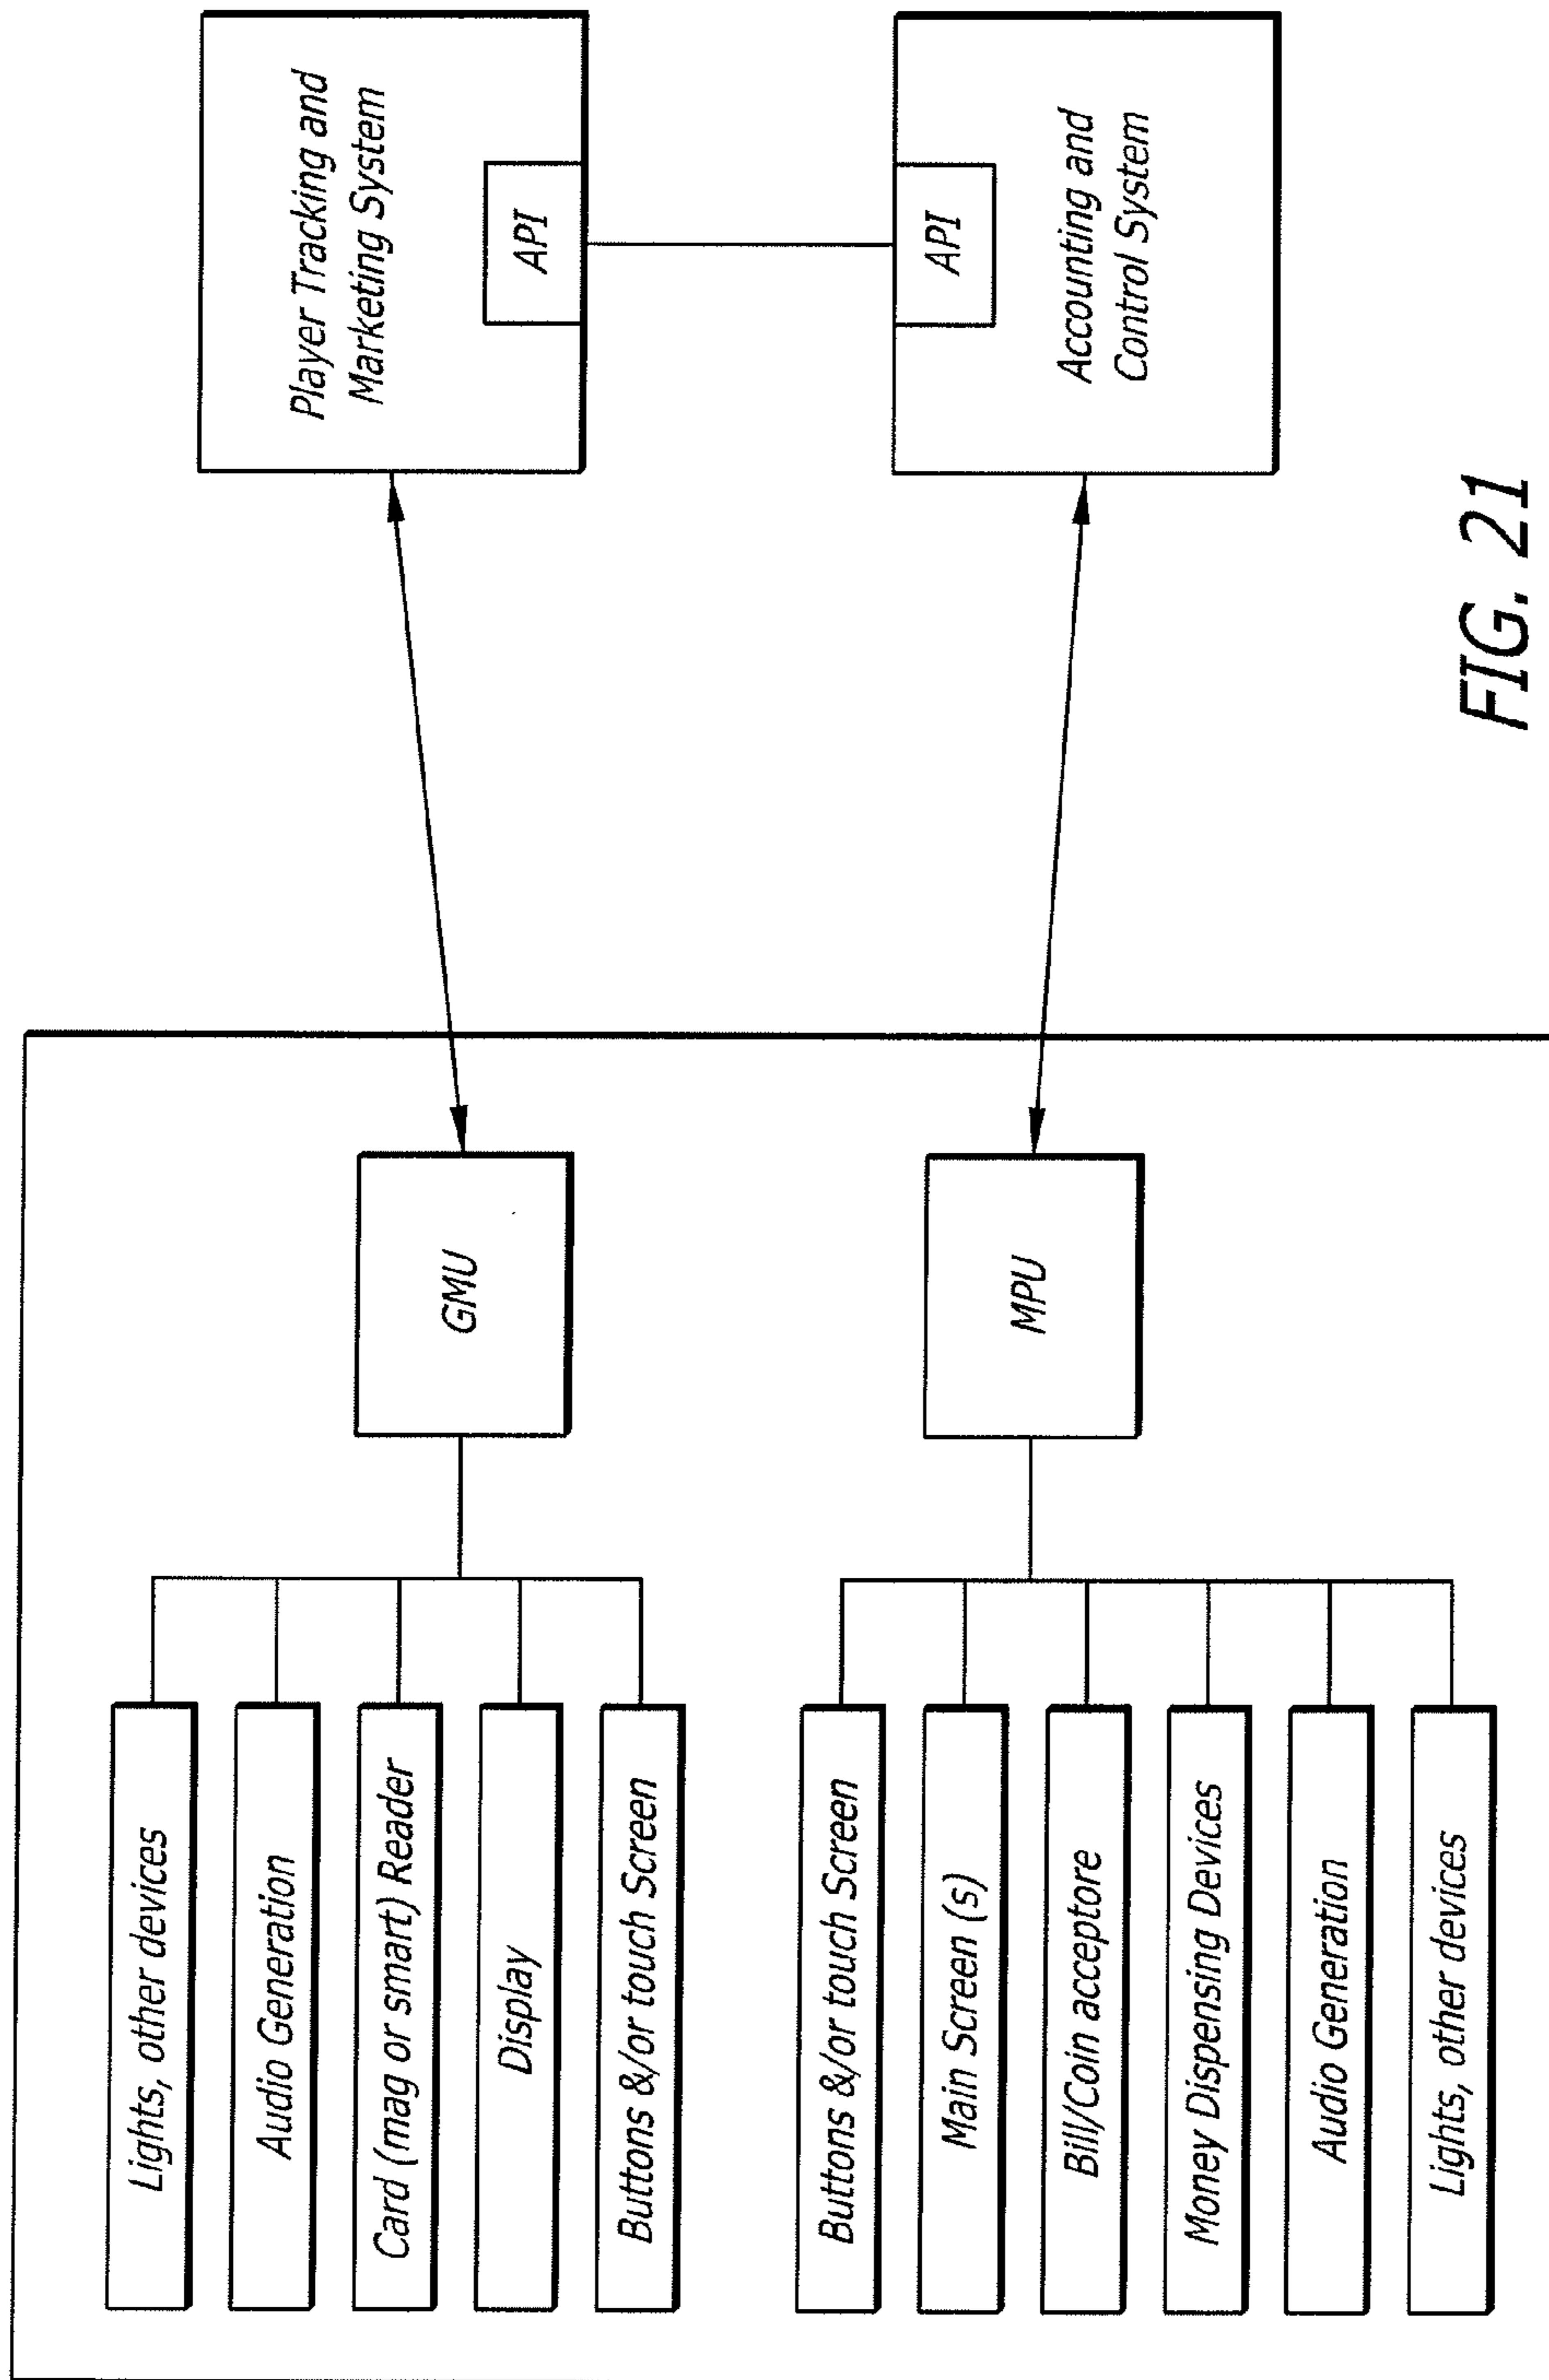 Lights, other devices
Audio Generation
Card (mag or smart) Reader
Display
Buttons &/or touch Screen
GMU
Player Tracking and
Marketing System
API
Buttons &/or touch Screen
Main Screen (s)
Bill/Coin acceptore
Money Dispensing Devices
Audio Generation
Lights, other devices
MPU
API
Accounting and
Control System
FIG. 21